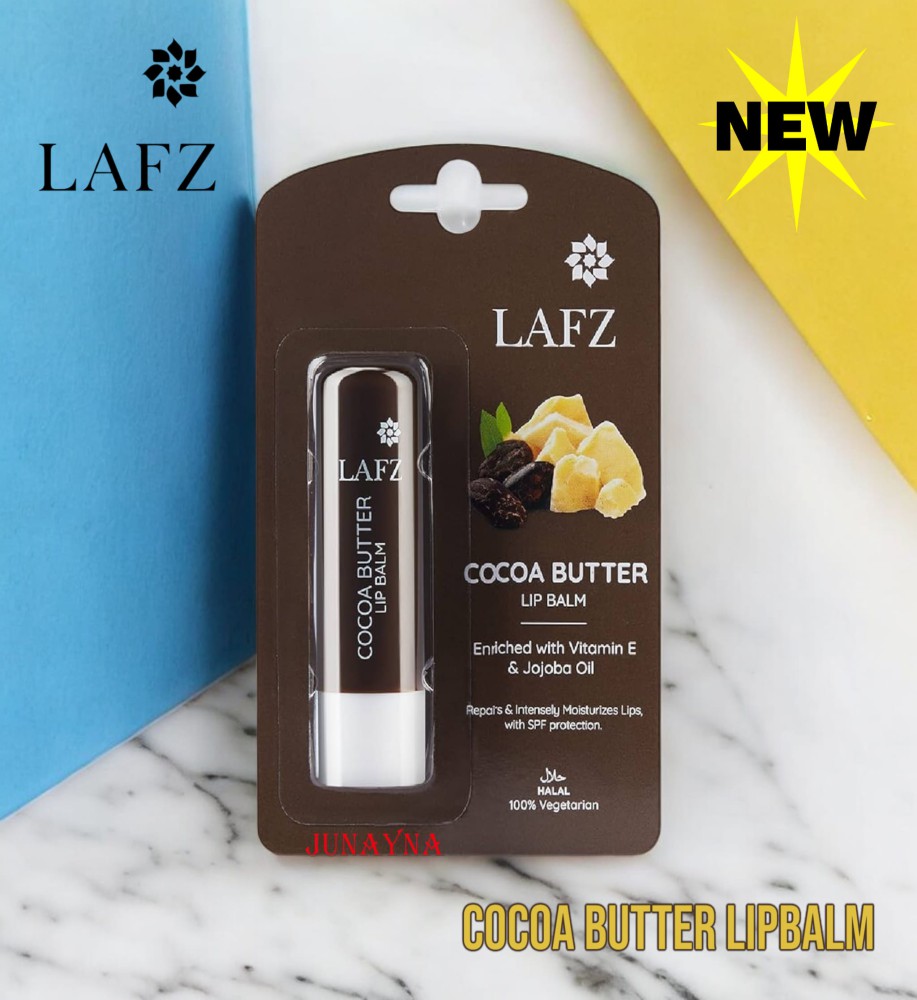 LAFZ
NEW
LAFZ
LAFZ
COCOA BUTTER
LIP BALM
COCOA BUTTER
LIP BALM
Enriched with Vitamin E
& Jojoba Oil
Repairs & Intensely Moisturizes Lips,
with SPF protection.
حلال
HALAL
100% Vegetarian
JUNAYNA
COCOA BUTTER LIPBALM